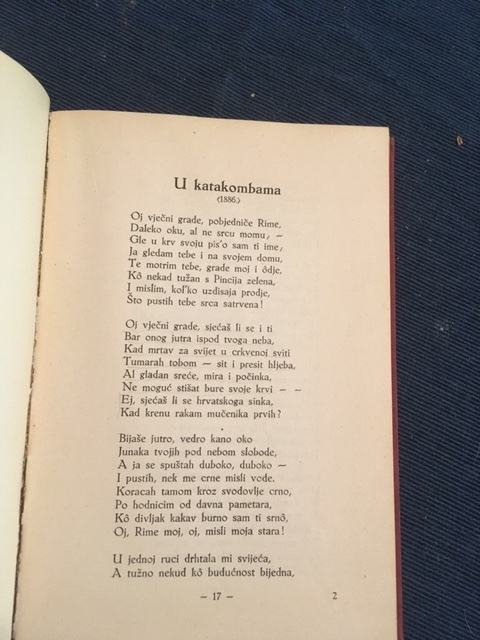 U katakombama
(1886.)
Oj vječni grade, pobjedniče Rime,
Daleko oku, al ne srcu momu, —
Gle u krv svoju pis'o sam ti ime,
Ja gledam tebe i na svojem domu,
Te motrim tebe, grade moj i ôdje,
Kô nekad tužan s Pincija zelena,
I mislim, kol'ko uzdisaja prodje,
Što pustih tebe srca satrvena!
Oj vječni grade, sjećaš li se i ti
Bar onog jutra ispod tvoga neba,
Kad mrtav za svijet u crkvenoj sviti
Tumarah tobom — sit i presit hljeba,
Al gladan sreće, mira i počinka,
Ne moguć stišat bure svoje krvi — —
Ej, sjećaš li se hrvatskoga sinka,
Kad krenu rakam mučenika prvih?
Bijaše jutro, vedro kano oko
Junaka tvojih pod nebom slobode,
A ja se spuštah duboko, duboko —
I pustih, nek me crne misli vode.
Koracah tamom kroz svodovlje crno,
Po hodnicim od davna pametara,
Kô divljak kakav burno sam ti srnô,
Oj, Rime moj, oj, misli moja stara!
U jednoj ruci drhtala mi svijeća,
A tužno nekud kô budućnost bijedna,
— 17 —
2